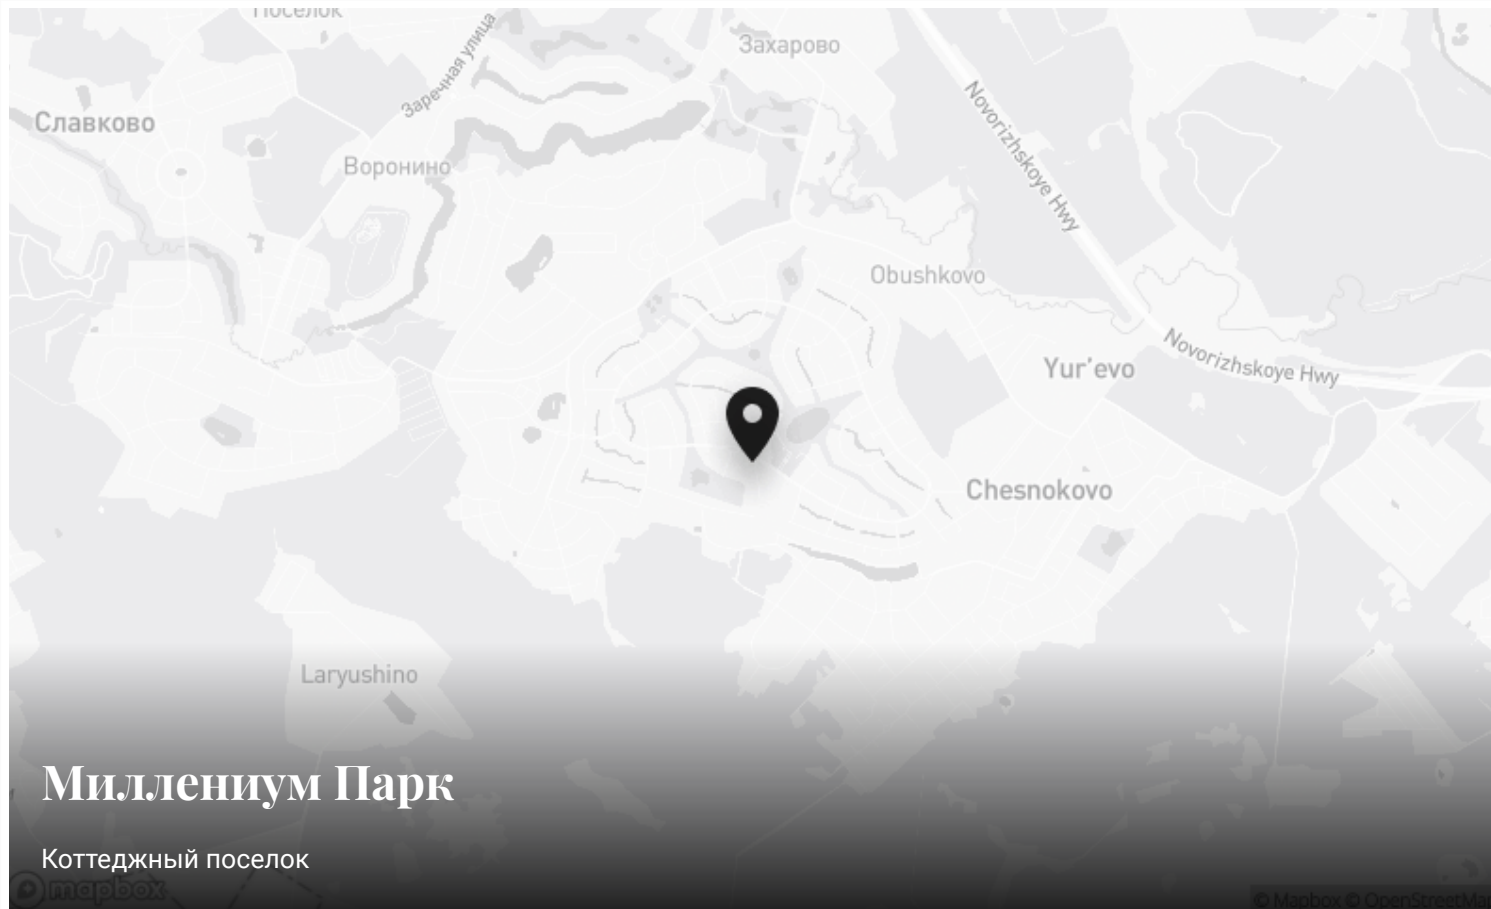 Поселок
Заречная улица
Захарово
Славково
Novorizhskoye Hwy
Воронино
Obushkovo
Novorizhskoye Hwy
Yur'evo
Chesnokovo
Laryushino
Миллениум Парк
Коттеджный поселок
mapbox
© Mapbox © OpenStreetMa